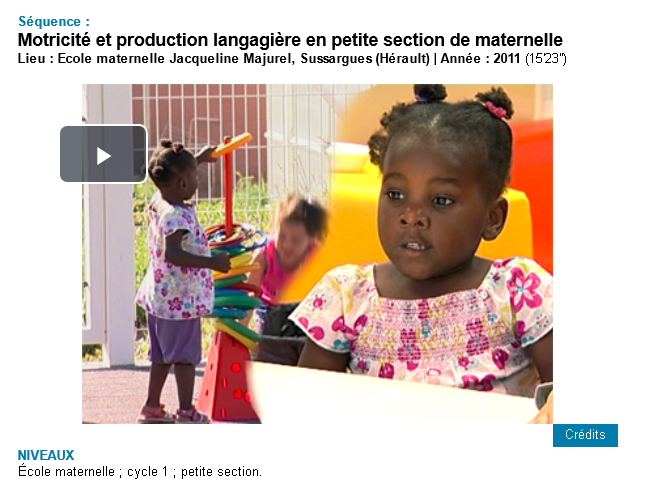 Séquence :
Motricité et production langagière en petite section de maternelle
Lieu : Ecole maternelle Jacqueline Majurel, Sussargues (Hérault) | Année : 2011 (15'23")
Crédits
NIVEAUX
École maternelle ; cycle 1 ; petite section.